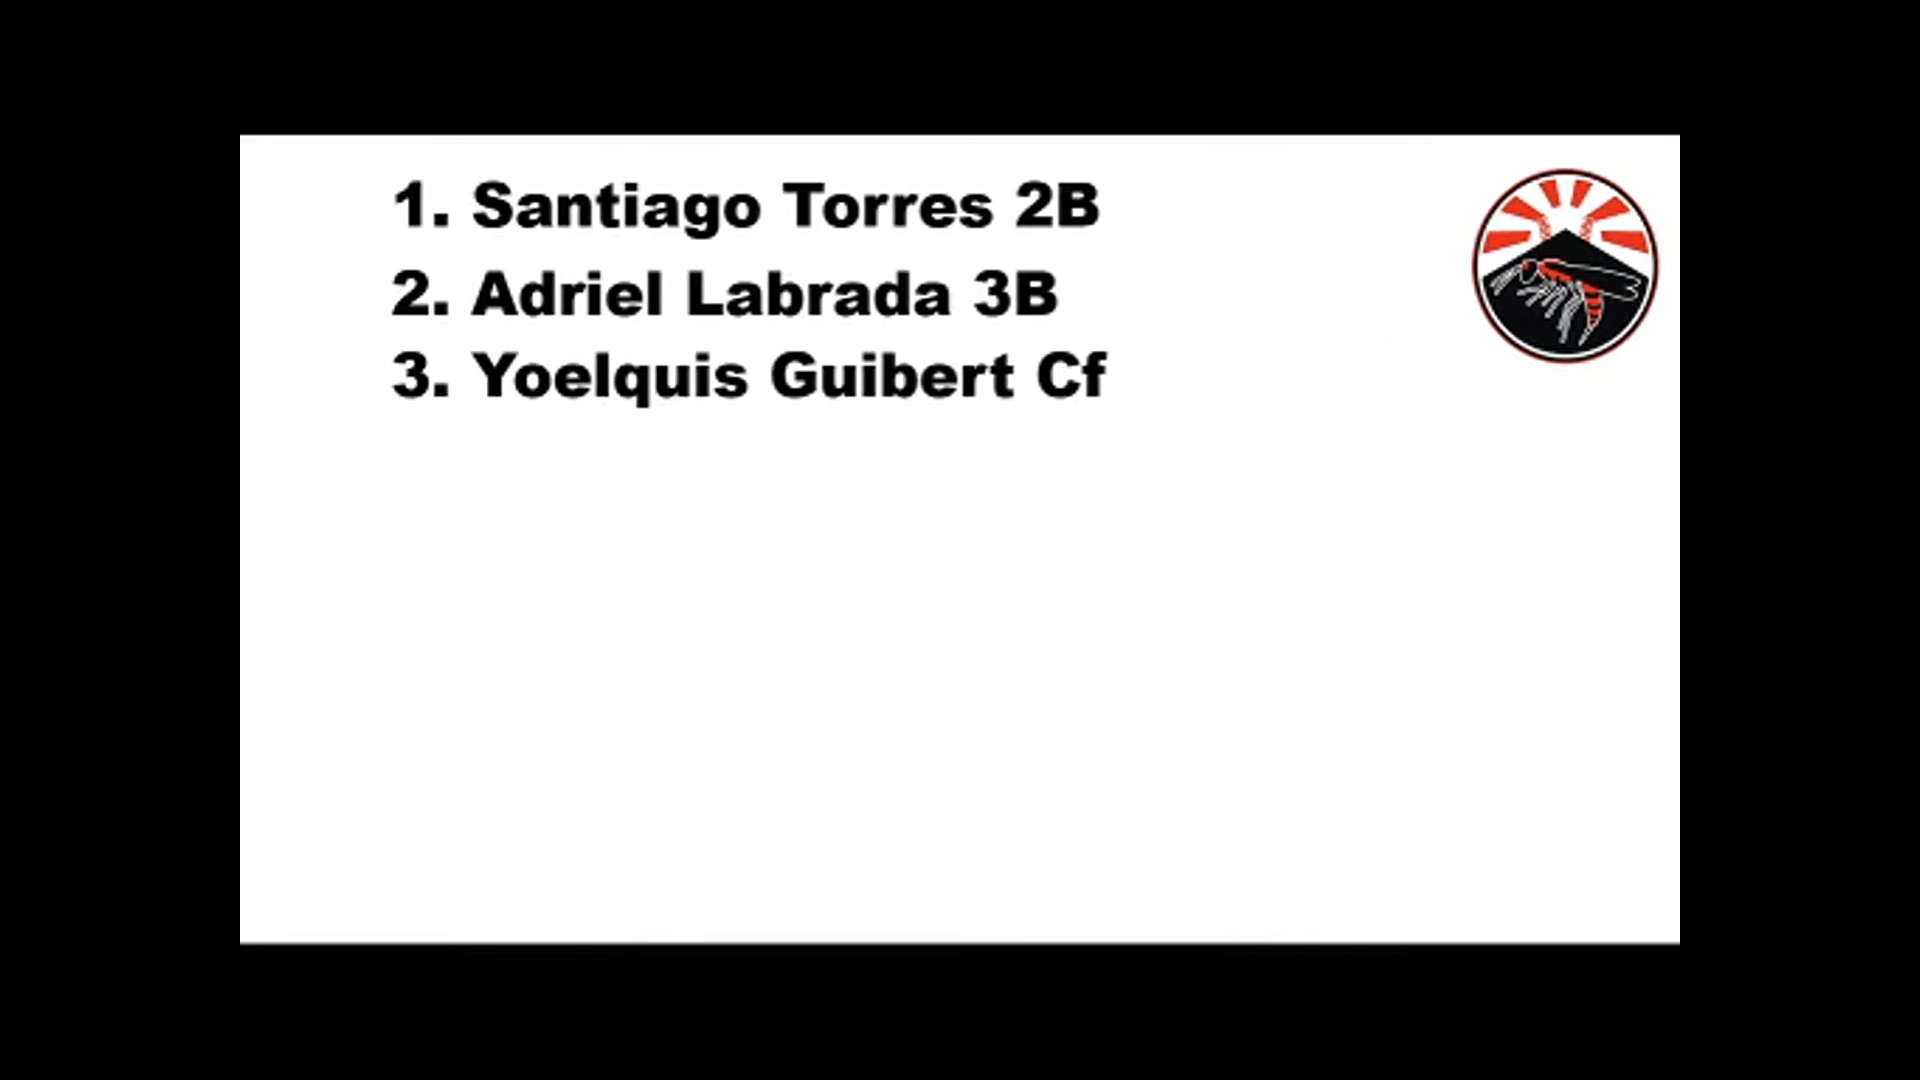 1. Santiago Torres 2B
2. Adriel Labrada 3B
3. Yoelquis Guibert Cf